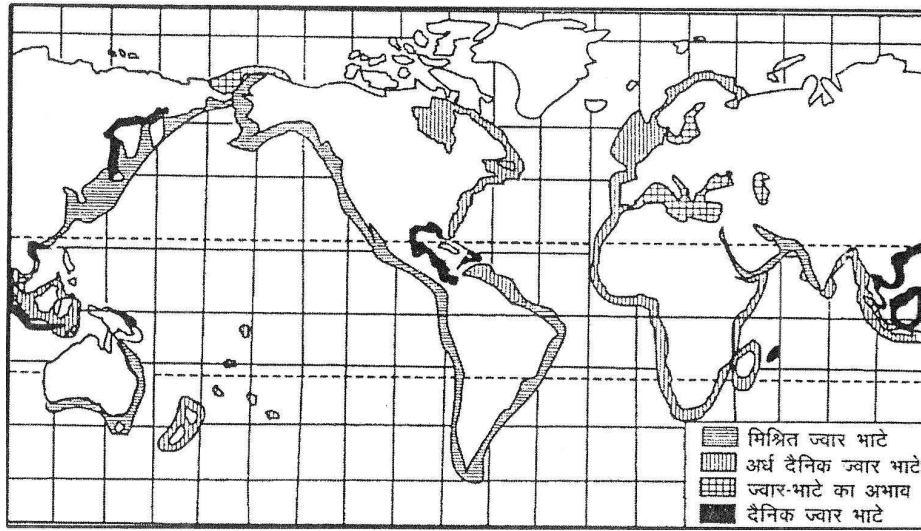 मिश्रित ज्वार भाटे
अर्ध दैनिक ज्वार भाटे
ज्वार-भाटे का अभाव
दैनिक ज्वार भाटे